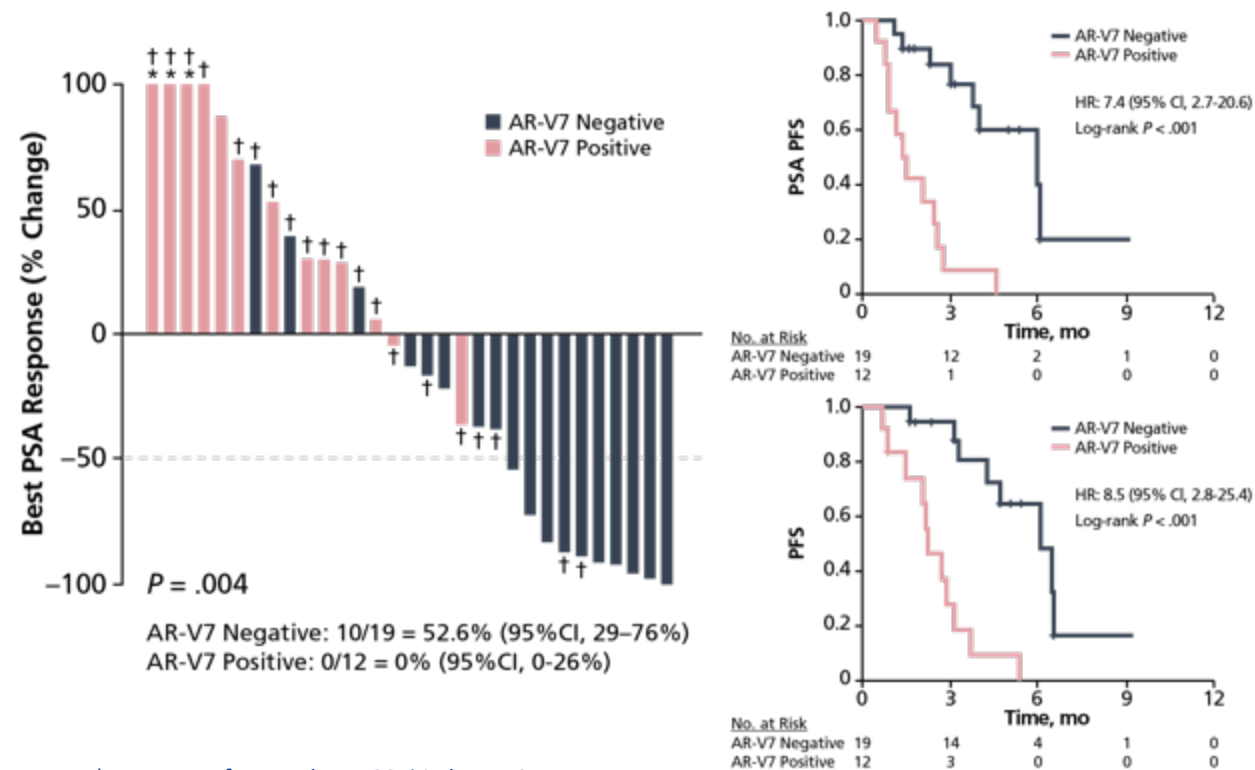 † † † †
* * *
100
50
0
−50
−100
Best PSA Response (% Change)
AR-V7 Negative
AR-V7 Positive
† †
†
†
† † †
†
†
†
†
† † †
† †
P = .004
AR-V7 Negative: 10/19 = 52.6% (95%CI, 29–76%)
AR-V7 Positive: 0/12 = 0% (95%CI, 0-26%)
1.0
0.8
0.6
0.4
0.2
0
PSA PFS
AR-V7 Negative
AR-V7 Positive
HR: 7.4 (95% CI, 2.7-20.6)
Log-rank P < .001
0 3 6 9 12
Time, mo
No. at Risk
AR-V7 Negative 19 12 2 1 0
AR-V7 Positive 12 1 0 0 0
1.0
0.8
0.6
0.4
0.2
0
PFS
AR-V7 Negative
AR-V7 Positive
HR: 8.5 (95% CI, 2.8-25.4)
Log-rank P < .001
0 3 6 9 12
Time, mo
No. at Risk
AR-V7 Negative 19 14 4 1 0
AR-V7 Positive 12 3 0 0 0